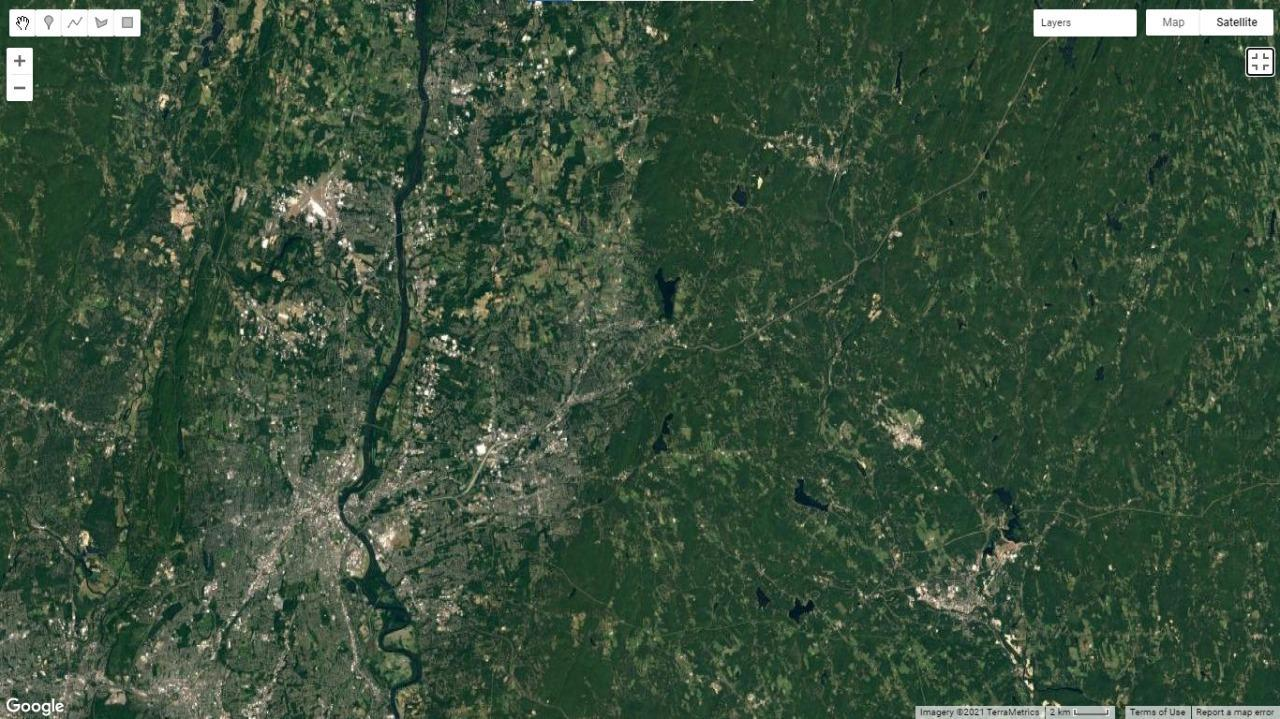 Layers
Map
Satellite
Google
Imagery ©2021 TerraMetrics
2 km
Terms of Use
Report a map error